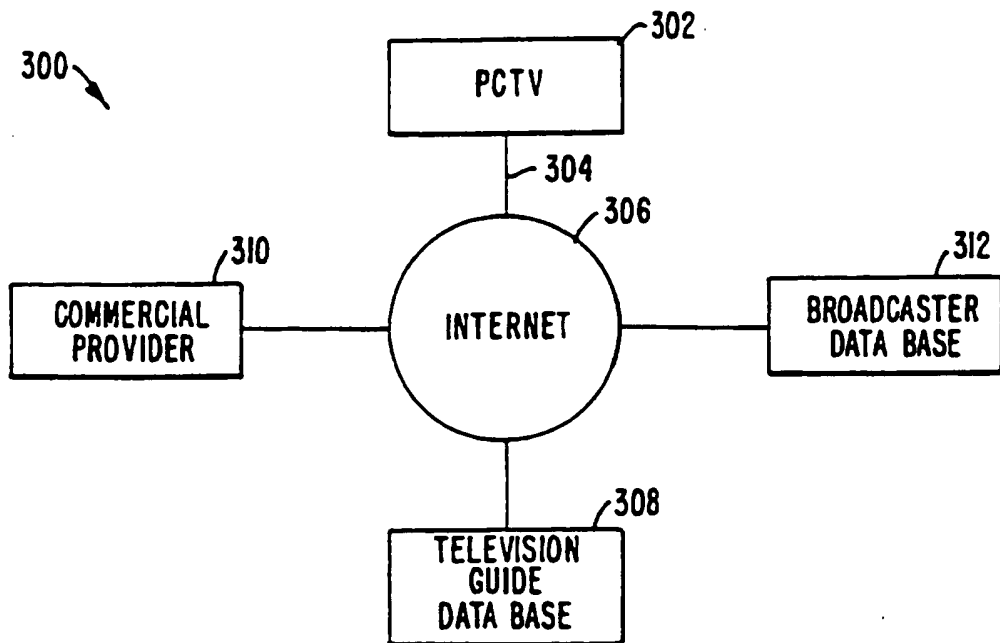 302
300
PCTV
304
306
310
312
COMMERCIAL
PROVIDER
INTERNET
BROADCASTER
DATA BASE
308
TELEVISION
GUIDE
DATA BASE